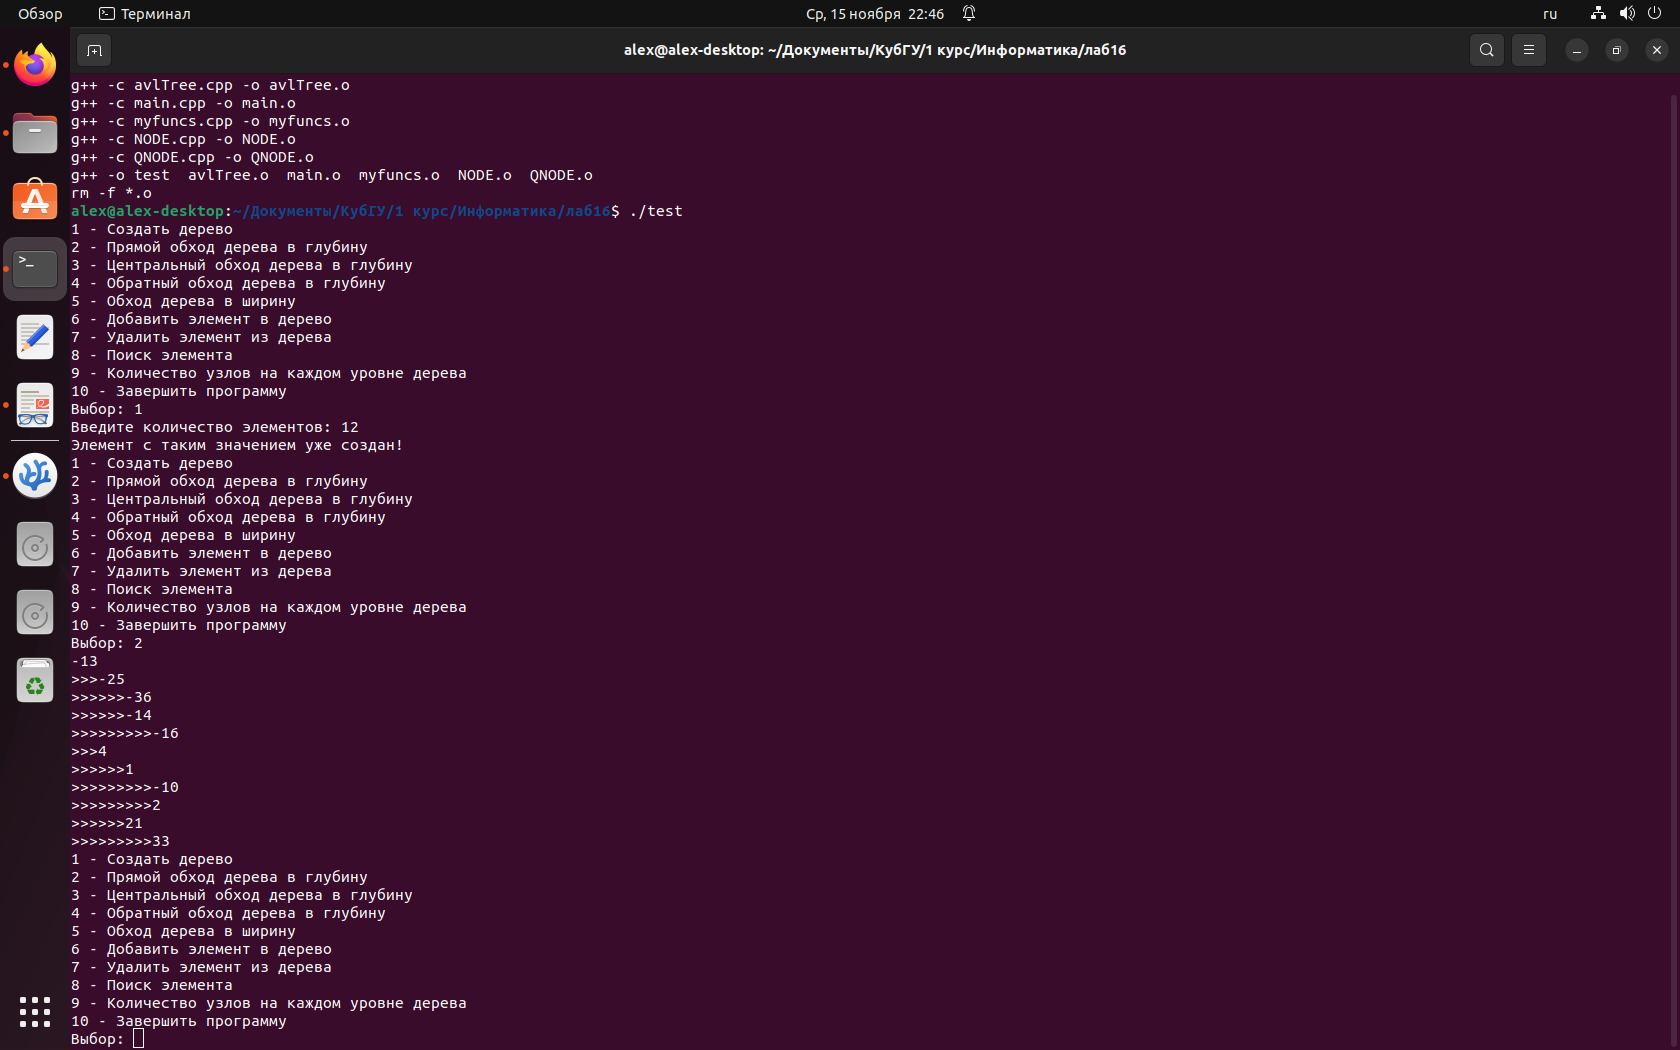 Обзор
Терминал
Ср, 15 ноября 22:46
ru
alex@alex-desktop: ~/Документы/КубГУ/1 курс/Информатика/лаб16
g++ -c avlTree.cpp -o avlTree.o
g++ -c main.cpp -o main.o
g++ -c myfuncs.cpp -o myfuncs.o
g++ -c NODE.cpp -o NODE.o
g++ -c QNODE.cpp -o QNODE.o
g++ -o test  avlTree.o  main.o  myfuncs.o  NODE.o  QNODE.o
rm -f *.o
alex@alex-desktop:~/Документы/КубГУ/1 курс/Информатика/лаб16$ ./test
1 - Создать дерево
2 - Прямой обход дерева в глубину
3 - Центральный обход дерева в глубину
4 - Обратный обход дерева в глубину
5 - Обход дерева в ширину
6 - Добавить элемент в дерево
7 - Удалить элемент из дерева
8 - Поиск элемента
9 - Количество узлов на каждом уровне дерева
10 - Завершить программу
Выбор: 1
Введите количество элементов: 12
Элемент с таким значением уже создан!
1 - Создать дерево
2 - Прямой обход дерева в глубину
3 - Центральный обход дерева в глубину
4 - Обратный обход дерева в глубину
5 - Обход дерева в ширину
6 - Добавить элемент в дерево
7 - Удалить элемент из дерева
8 - Поиск элемента
9 - Количество узлов на каждом уровне дерева
10 - Завершить программу
Выбор: 2
-13
>>>-25
>>>>>>-36
>>>>>>-14
>>>>>>>>>-16
>>>4
>>>>>>1
>>>>>>>>>-10
>>>>>>>>>2
>>>>>>21
>>>>>>>>>33
1 - Создать дерево
2 - Прямой обход дерева в глубину
3 - Центральный обход дерева в глубину
4 - Обратный обход дерева в глубину
5 - Обход дерева в ширину
6 - Добавить элемент в дерево
7 - Удалить элемент из дерева
8 - Поиск элемента
9 - Количество узлов на каждом уровне дерева
10 - Завершить программу
Выбор: